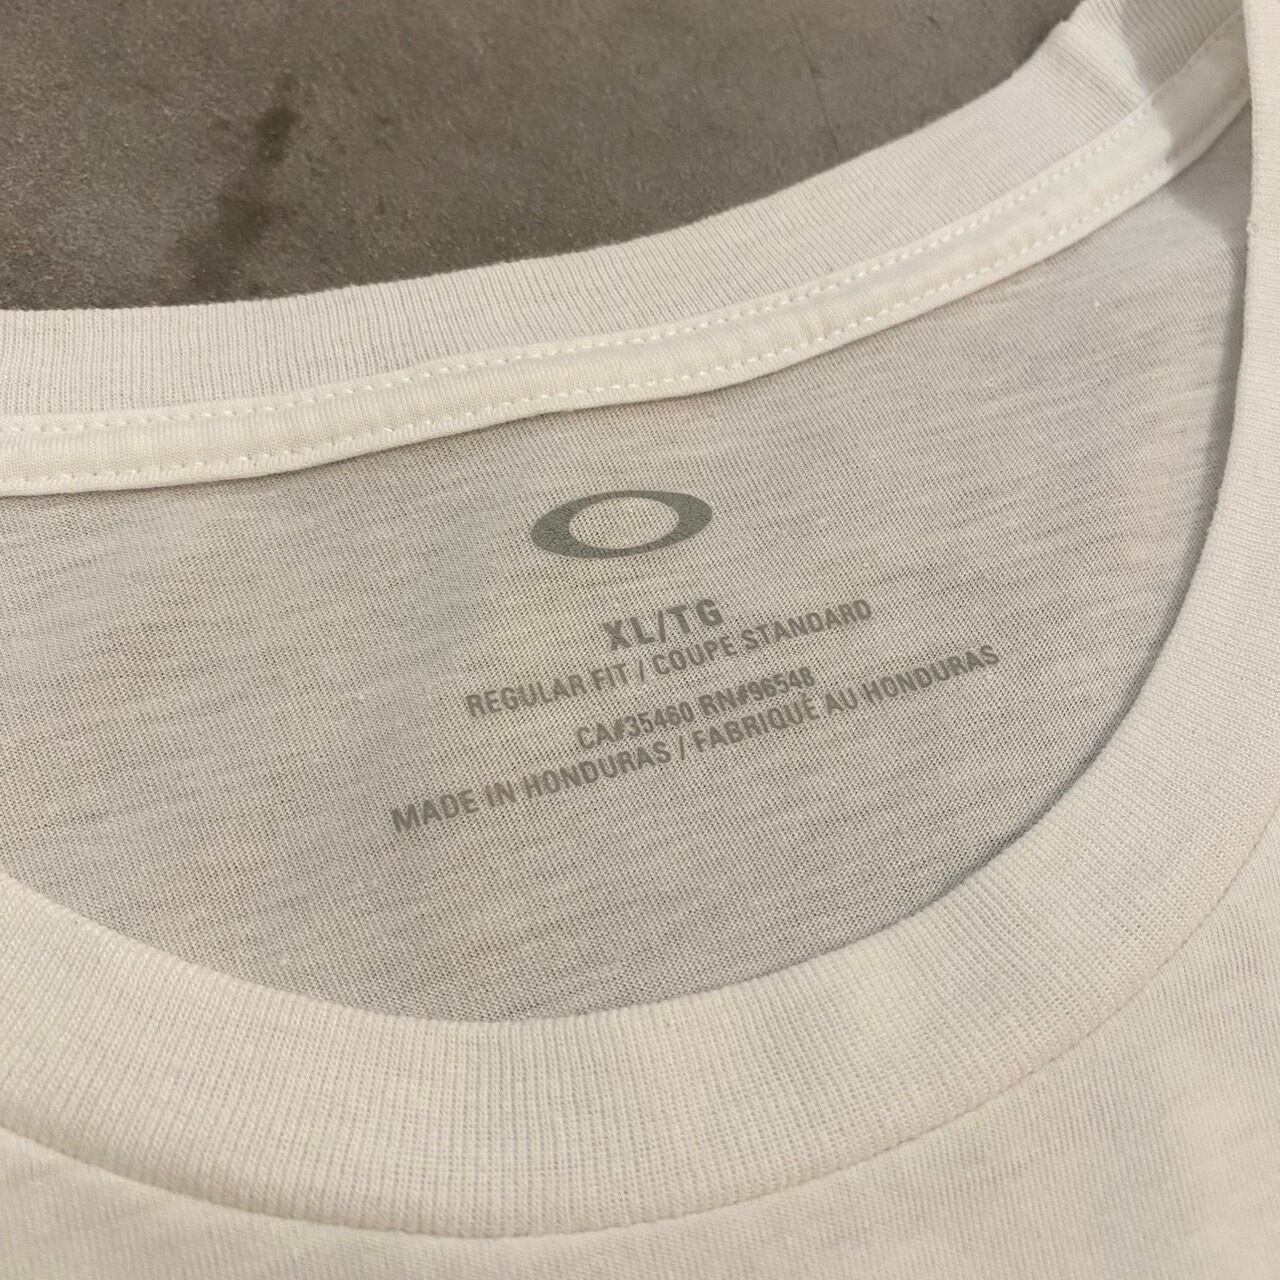 XL/TG
REGULAR FIT / COUPE STANDARD
CA#35460 RN#96548
MADE IN HONDURAS / FABRIQUÉ AU HONDURAS